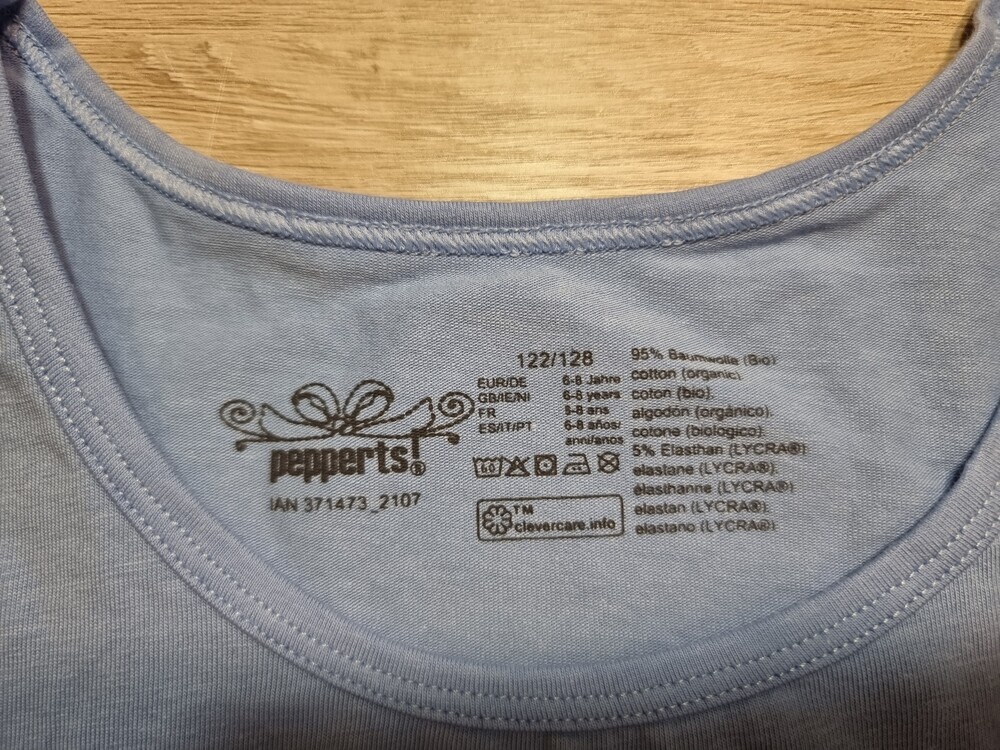 pepperts!®
IAN 371473_2107
122/128
EUR/DE 6-8 Jahre
GB/IE/NI 6-8 years
FR 6-8 ans
ES/IT/PT 6-8 años/
anni/anos
60
TM
clevercare.info
95% Baumwolle (Bio)
cotton (organic),
coton (bio),
algodón (orgánico),
cotone (biologico),
5% Elasthan (LYCRA®)
elastane (LYCRA®),
élasthanne (LYCRA®)
elastan (LYCRA®),
elastano (LYCRA®)